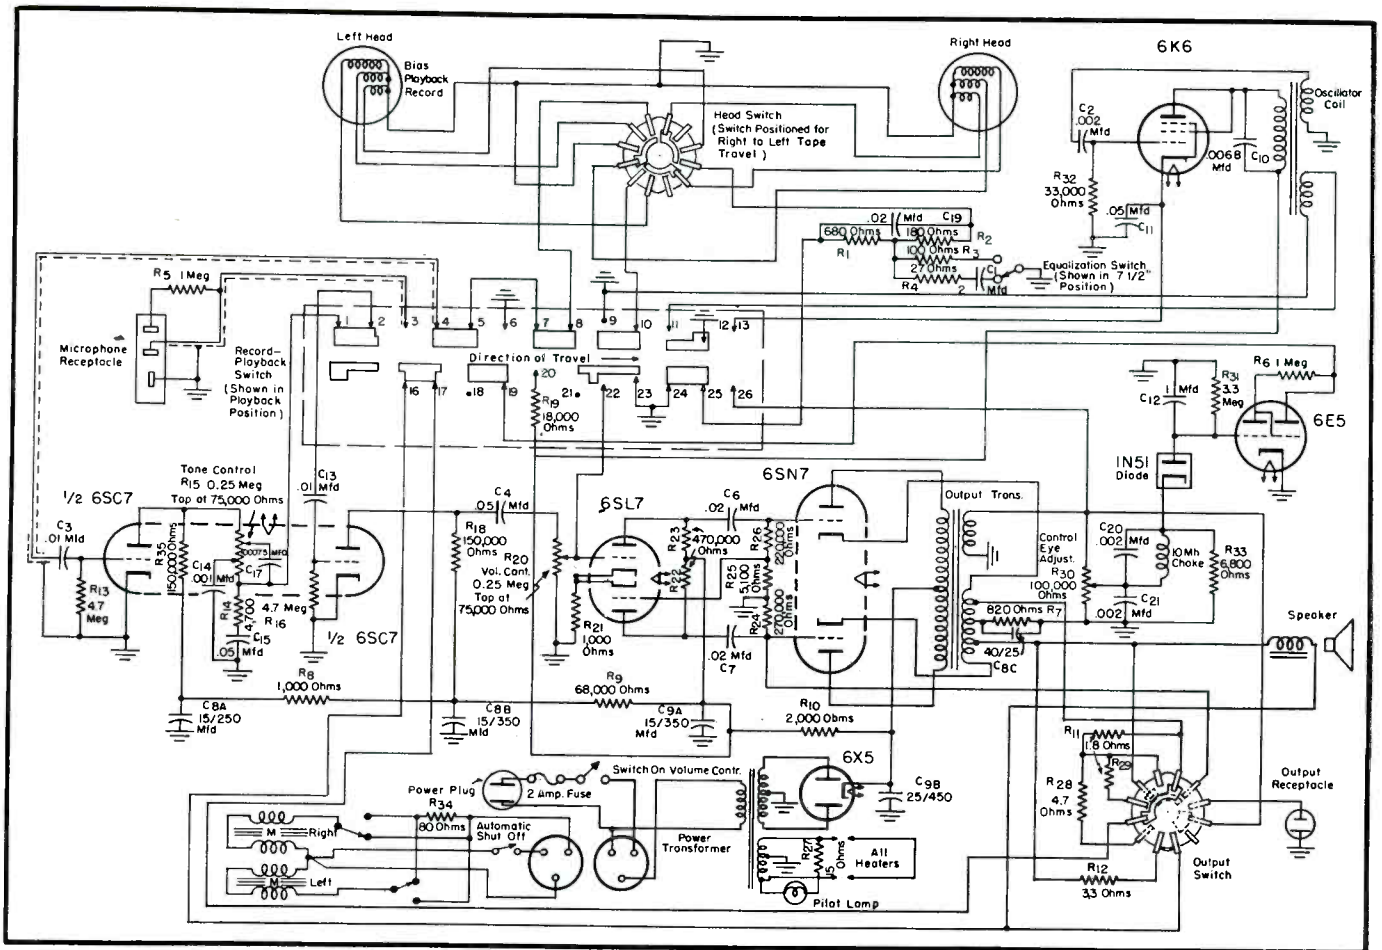 Left Head
Bias
Playback
Record
Right Head
6K6
Oscillator
Coil
Head Switch
(Switch Positioned for
Right to Left Tape
Travel)
C2
.002
Mfd
.0068
Mfd
C10
R32
33,000
Ohms
.05 Mfd
C11
.02 Mfd C19
680 Ohms
180 Ohms
R1
R2
100 Ohms R3
27 Ohms
R4
C1
2 Mfd
Equalization Switch
(Shown in 7 1/2"
Position)
R5 1 Meg
Microphone
Receptacle
Record-
Playback
Switch
(Shown in
Playback
Position)
1 2 3 4 5 6 7 8 9 10 11 12 13
Direction of Travel
16 17 18 19 20 21 22 23 24 25 26
R19
18,000
Ohms
R6 1 Meg
R31
3.3
Meg
.1 Mfd
C12
6E5
1N51
Diode
Tone Control
R15 0.25 Meg
Tap at 75,000 Ohms
C13
.01 Mfd
1/2 6SC7
C3
.01 Mfd
R13
4.7
Meg
R35
150,000 Ohms
C14
.001 Mfd
.00075 MFD
C17
R14
4700
4.7 Meg
R16
C15
.05 Mfd
1/2 6SC7
R18
150,000
Ohms
C4
.05 Mfd
R20
Vol. Cont.
0.25 Meg
Tap at
75,000 Ohms
6SL7
R21
1,000
Ohms
R23
470,000
Ohms
R22
C6
.02 Mfd
R26
220,000
Ohms
R25
5,100
Ohms
R24
270,000
Ohms
.02 Mfd
C7
6SN7
Output Trans.
Control
Eye
Adjust.
R30
100,000
Ohms
C20
.002
Mfd
10 Mh
Choke
R33
6,800
Ohms
C21
.002
Mfd
820 Ohms R7
40/25
C8C
Speaker
R8
1,000 Ohms
R9
68,000 Ohms
C8A
15/250
Mfd
C8B
15/350
Mfd
C9A
15/350
Mfd
R10
2,000 Ohms
6X5
C9B
25/450
R11
1.8 Ohms
R29
R28
4.7
Ohms
Output
Receptacle
Output
Switch
R12
3.3 Ohms
Power Plug
2 Amp. Fuse
Switch On Volume Contr.
R34
80 Ohms
Automatic
Shut Off
Power
Transformer
M Right
M Left
R27
15 Ohms
All
Heaters
Pilot Lamp